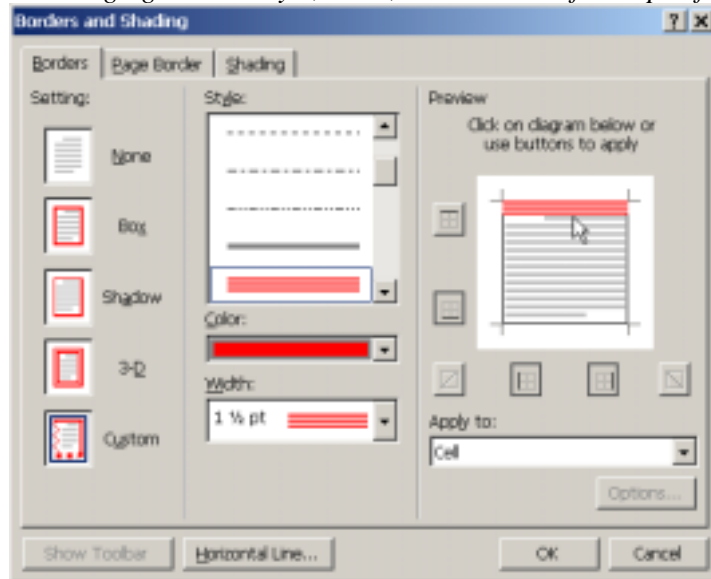 Borders and Shading
Borders
Page Border
Shading
Setting:
None
Box
Shadow
3-D
Custom
Style:
Color:
Width:
1 ½ pt
Preview
Click on diagram below or
use buttons to apply
Apply to:
Cell
Options...
Show Toolbar
Horizontal Line...
OK
Cancel